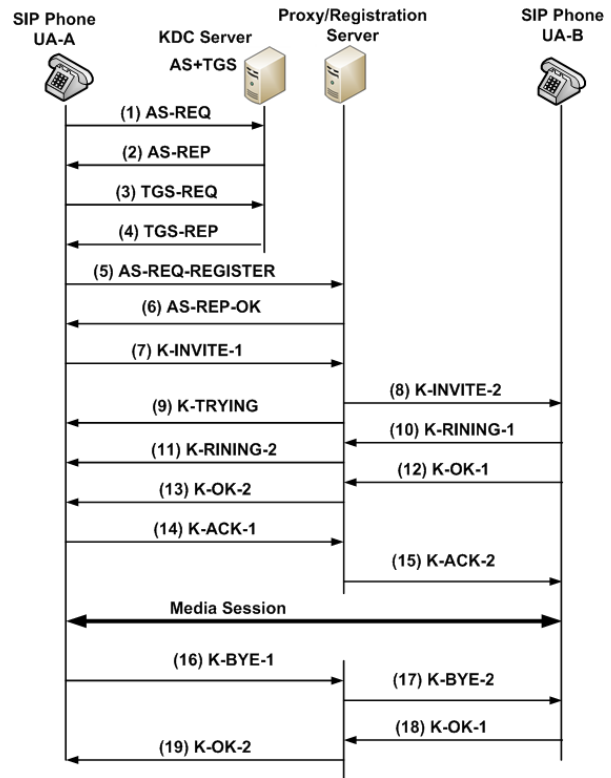 SIP Phone
UA-A
KDC Server
AS+TGS
Proxy/Registration
Server
SIP Phone
UA-B
(1) AS-REQ
(2) AS-REP
(3) TGS-REQ
(4) TGS-REP
(5) AS-REQ-REGISTER
(6) AS-REP-OK
(7) K-INVITE-1
(8) K-INVITE-2
(9) K-TRYING
(10) K-RINING-1
(11) K-RINING-2
(12) K-OK-1
(13) K-OK-2
(14) K-ACK-1
(15) K-ACK-2
Media Session
(16) K-BYE-1
(17) K-BYE-2
(18) K-OK-1
(19) K-OK-2